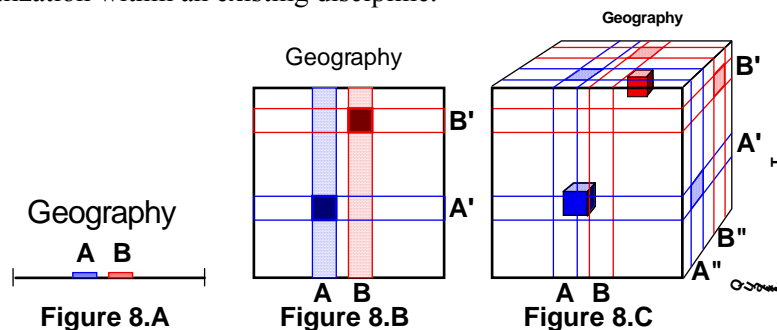 Geography
A B
Figure 8.A
Geography
B'
A'
A B
Figure 8.B
Geography
B'
A'
B"
A"
A B
Figure 8.C